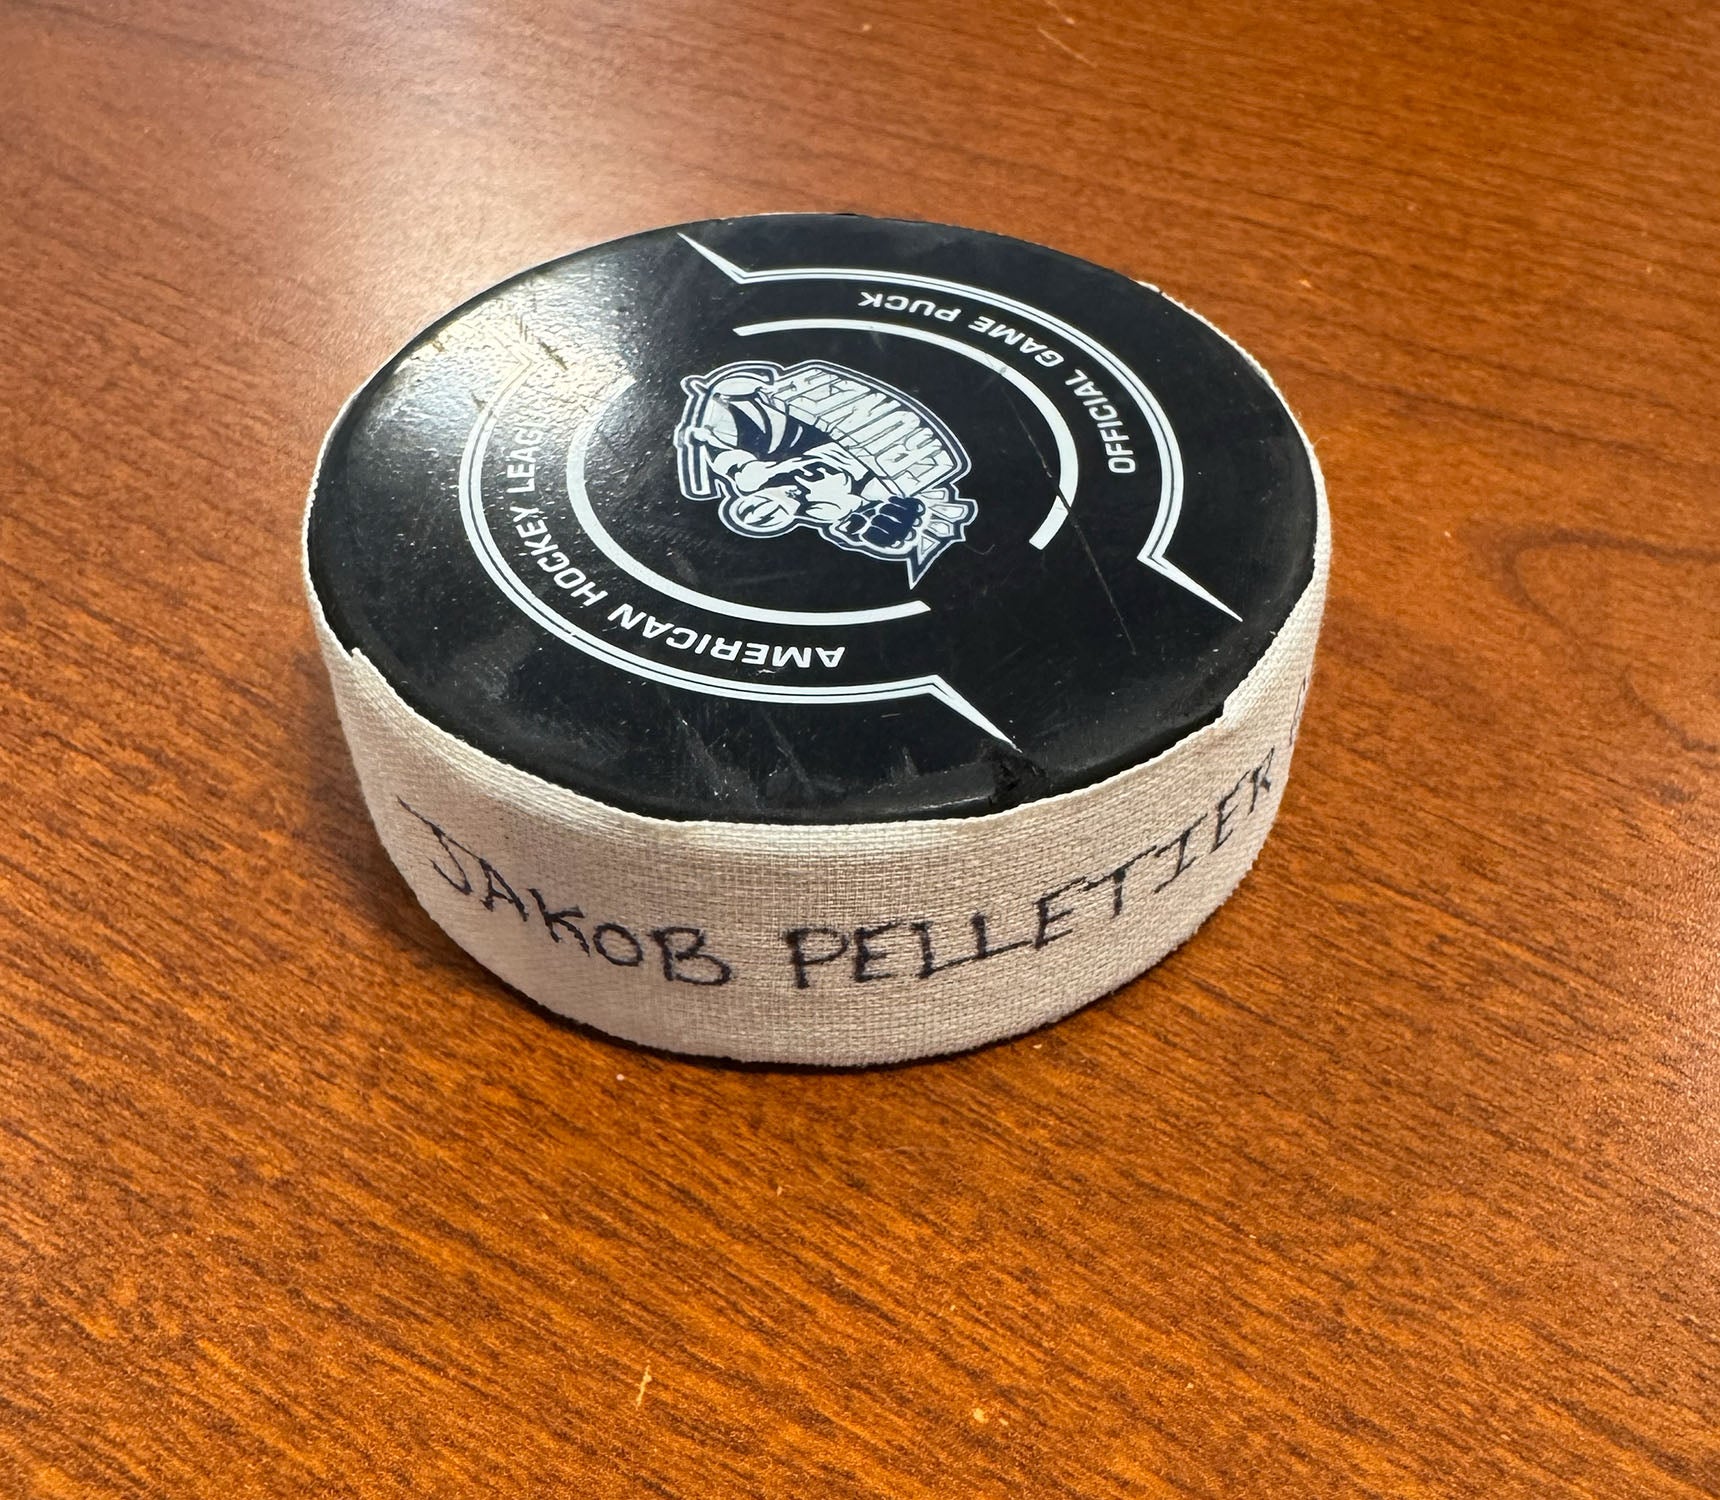 OFFICIAL GAME PUCK
AMERICAN HOCKEY LEAGUE
JAKOB PELLETIER